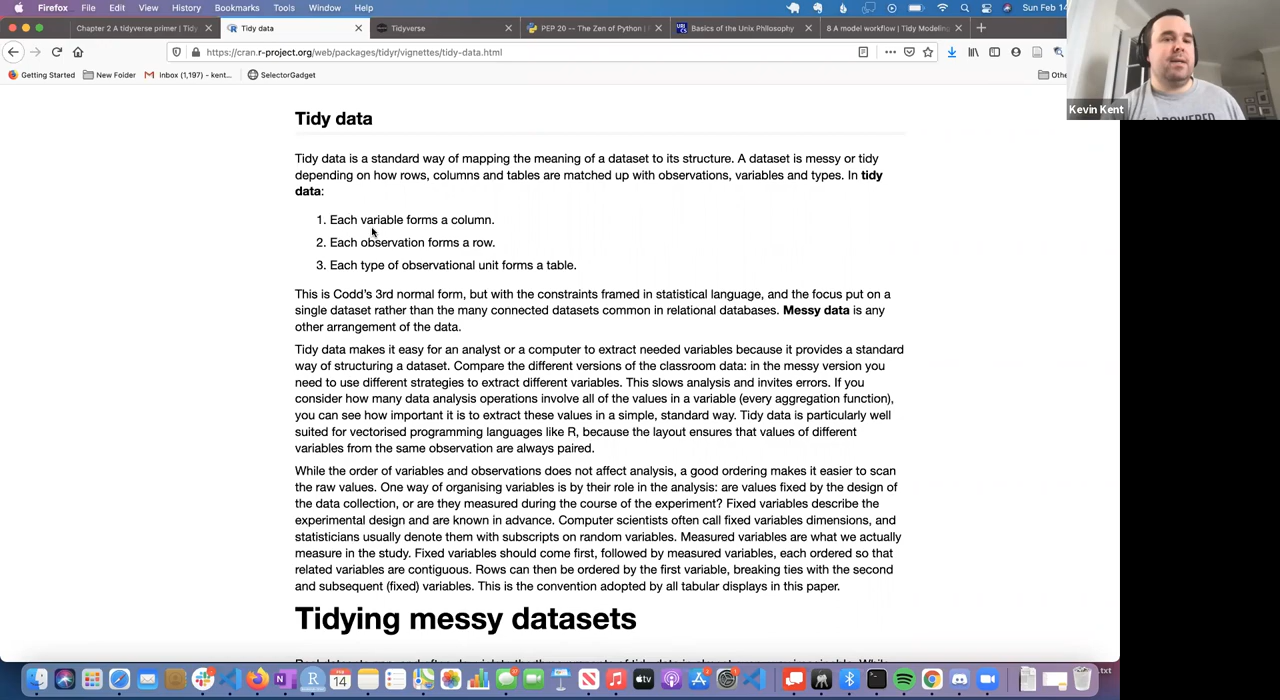 Firefox File Edit View History Bookmarks Tools Window Help Sun Feb 14
Chapter 2 A tidyverse primer | Tidy Tidy data Tidyverse PEP 20 -- The Zen of Python | Basics of the Unix Philosophy 8 A model workflow | Tidy Modeling
https://cran.r-project.org/web/packages/tidyr/vignettes/tidy-data.html
Getting Started New Folder Inbox (1,197) - kent... SelectorGadget Othe
Kevin Kent
Tidy data
Tidy data is a standard way of mapping the meaning of a dataset to its structure. A dataset is messy or tidy
depending on how rows, columns and tables are matched up with observations, variables and types. In tidy
data:
1. Each variable forms a column.
2. Each observation forms a row.
3. Each type of observational unit forms a table.
This is Codd's 3rd normal form, but with the constraints framed in statistical language, and the focus put on a
single dataset rather than the many connected datasets common in relational databases. Messy data is any
other arrangement of the data.
Tidy data makes it easy for an analyst or a computer to extract needed variables because it provides a standard
way of structuring a dataset. Compare the different versions of the classroom data: in the messy version you
need to use different strategies to extract different variables. This slows analysis and invites errors. If you
consider how many data analysis operations involve all of the values in a variable (every aggregation function),
you can see how important it is to extract these values in a simple, standard way. Tidy data is particularly well
suited for vectorised programming languages like R, because the layout ensures that values of different
variables from the same observation are always paired.
While the order of variables and observations does not affect analysis, a good ordering makes it easier to scan
the raw values. One way of organising variables is by their role in the analysis: are values fixed by the design of
the data collection, or are they measured during the course of the experiment? Fixed variables describe the
experimental design and are known in advance. Computer scientists often call fixed variables dimensions, and
statisticians usually denote them with subscripts on random variables. Measured variables are what we actually
measure in the study. Fixed variables should come first, followed by measured variables, each ordered so that
related variables are contiguous. Rows can then be ordered by the first variable, breaking ties with the second
and subsequent (fixed) variables. This is the convention adopted by all tabular displays in this paper.
Tidying messy datasets
FEB
14
tv
.txt